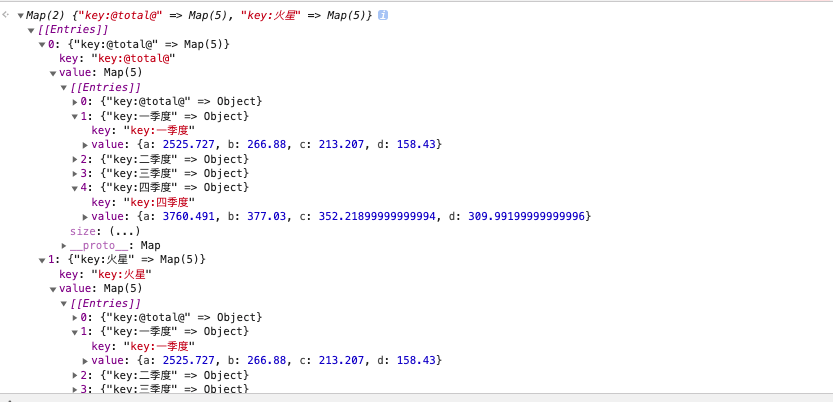 Map(2) {"key:@total@" => Map(5), "key:火星" => Map(5)} i
[[Entries]]
0: {"key:@total@" => Map(5)}
key: "key:@total@"
value: Map(5)
[[Entries]]
0: {"key:@total@" => Object}
1: {"key:一季度" => Object}
key: "key:一季度"
value: {a: 2525.727, b: 266.88, c: 213.207, d: 158.43}
2: {"key:二季度" => Object}
3: {"key:三季度" => Object}
4: {"key:四季度" => Object}
key: "key:四季度"
value: {a: 3760.491, b: 377.03, c: 352.21899999999994, d: 309.99199999999996}
size: (...)
__proto__: Map
1: {"key:火星" => Map(5)}
key: "key:火星"
value: Map(5)
[[Entries]]
0: {"key:@total@" => Object}
1: {"key:一季度" => Object}
key: "key:一季度"
value: {a: 2525.727, b: 266.88, c: 213.207, d: 158.43}
2: {"key:二季度" => Object}
3: {"key:三季度" => Object}